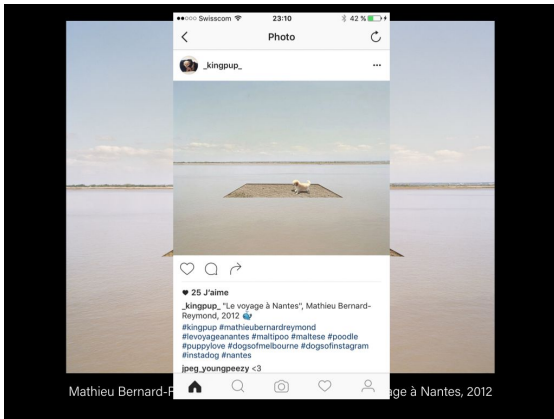 Swisscom 23:10 42 %
Photo
_kingpup_
25 J'aime
_kingpup_ "Le voyage à Nantes", Mathieu Bernard-
Reymond, 2012
#kingpup #mathieubernardreymond
#levoyageanantes #maltipoo #maltese #poodle
#puppylove #dogsofmelbourne #dogsofinstagram
#instadog #nantes
jpeg_youngpeezy <3
Mathieu Bernard-R age à Nantes, 2012